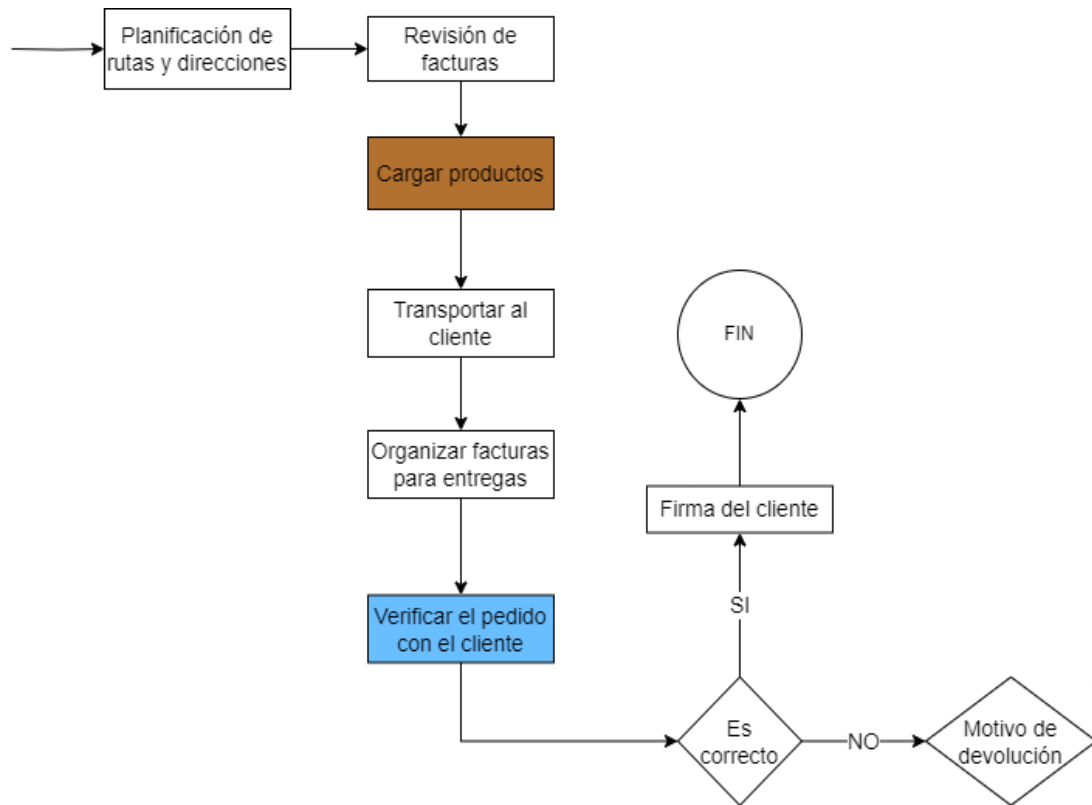 Planificación de
rutas y direcciones
Revisión de
facturas
Cargar productos
Transportar al
cliente
Organizar facturas
para entregas
Verificar el pedido
con el cliente
Es
correcto
SI
Firma del cliente
FIN
NO
Motivo de
devolución